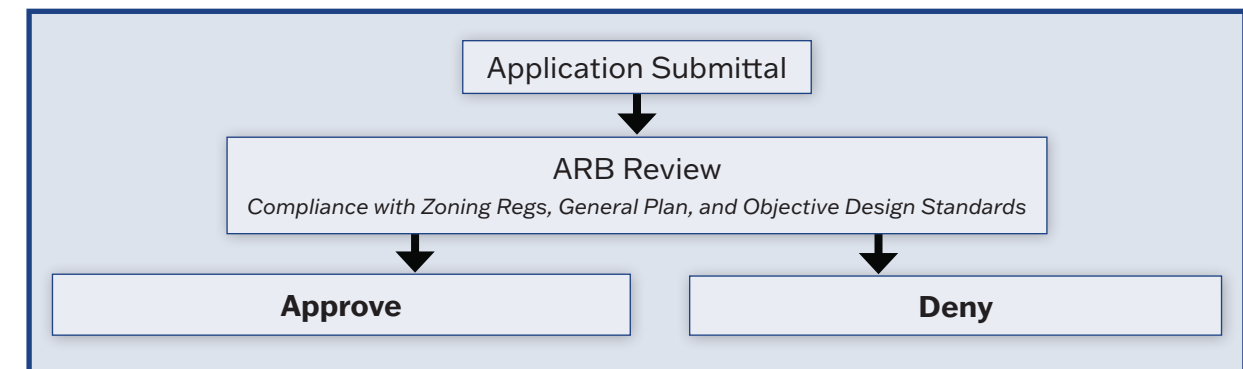 Application Submittal
ARB Review
Compliance with Zoning Regs, General Plan, and Objective Design Standards
Approve
Deny